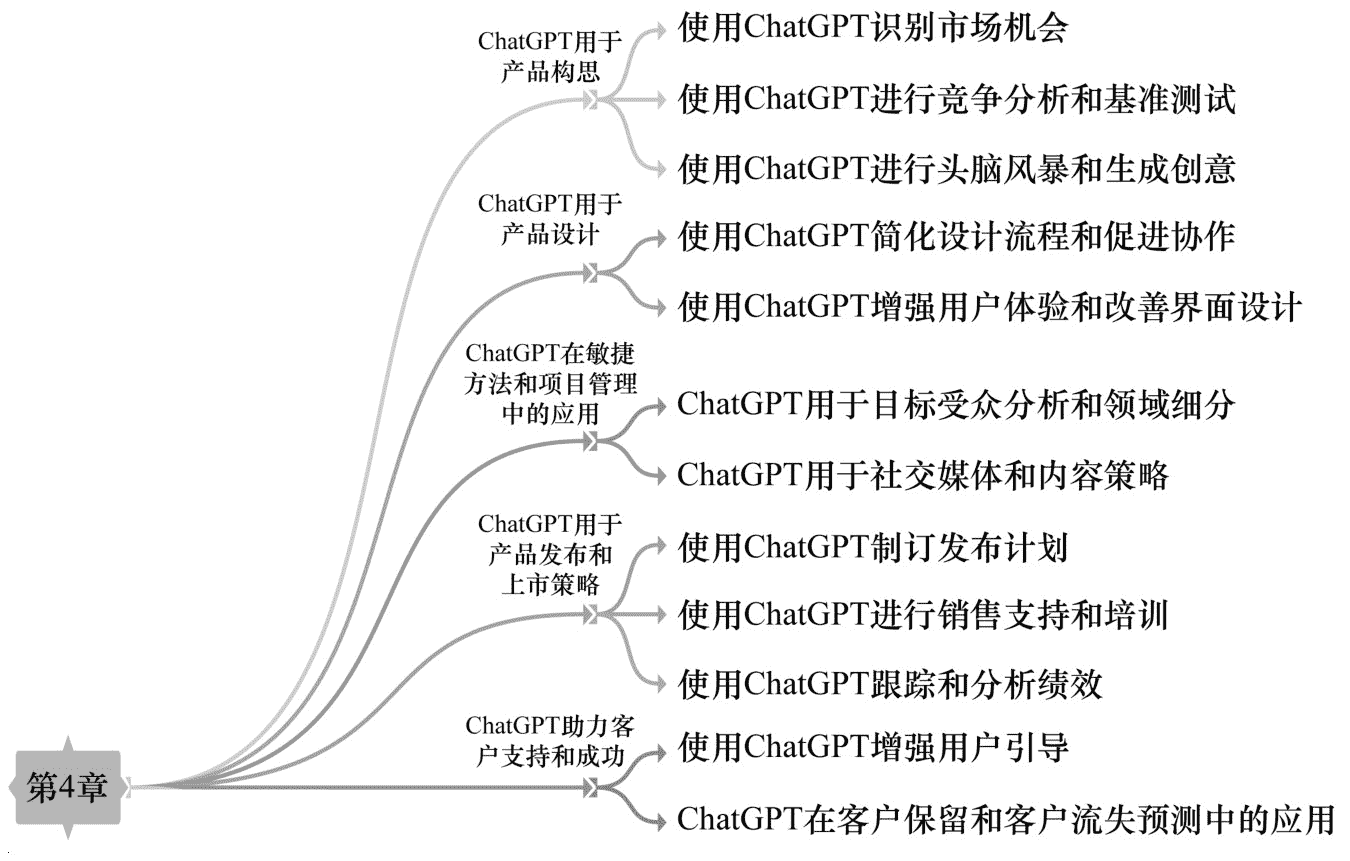 ChatGPT用于
产品构思
使用ChatGPT识别市场机会
使用ChatGPT进行竞争分析和基准测试
使用ChatGPT进行头脑风暴和生成创意
ChatGPT用于
产品设计
使用ChatGPT简化设计流程和促进协作
使用ChatGPT增强用户体验和改善界面设计
ChatGPT在敏捷
方法和项目管理
中的应用
ChatGPT用于目标受众分析和领域细分
ChatGPT用于社交媒体和内容策略
ChatGPT用于
产品发布和
上市策略
使用ChatGPT制订发布计划
使用ChatGPT进行销售支持和培训
使用ChatGPT跟踪和分析绩效
ChatGPT助力客
户支持和成功
使用ChatGPT增强用户引导
ChatGPT在客户保留和客户流失预测中的应用
第4章